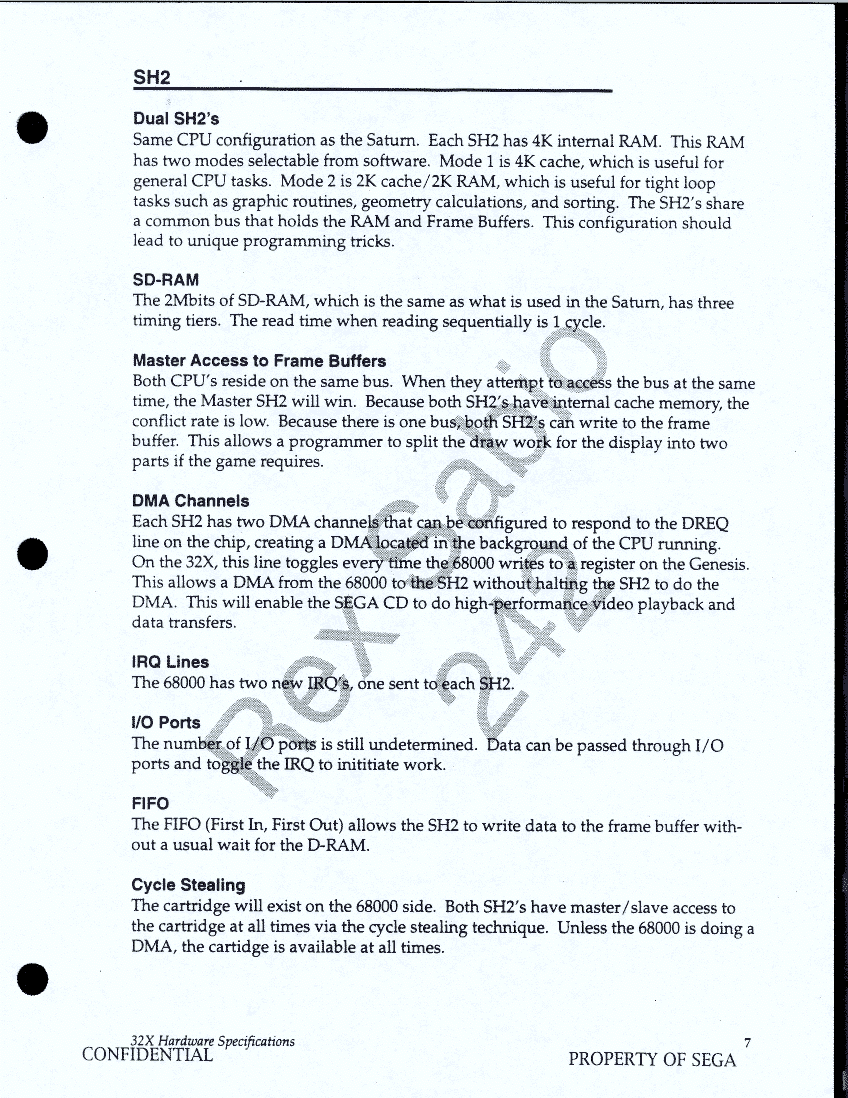 SH2
Dual SH2's
Same CPU configuration as the Saturn. Each SH2 has 4K internal RAM. This RAM
has two modes selectable from software. Mode 1 is 4K cache, which is useful for
general CPU tasks. Mode 2 is 2K cache/2K RAM, which is useful for tight loop
tasks such as graphic routines, geometry calculations, and sorting. The SH2's share
a common bus that holds the RAM and Frame Buffers. This configuration should
lead to unique programming tricks.
SD-RAM
The 2Mbits of SD-RAM, which is the same as what is used in the Saturn, has three
timing tiers. The read time when reading sequentially is 1 cycle.
Master Access to Frame Buffers
Both CPU's reside on the same bus. When they attempt to access the bus at the same
time, the Master SH2 will win. Because both SH2's have internal cache memory, the
conflict rate is low. Because there is one bus, both SH2's can write to the frame
buffer. This allows a programmer to split the draw work for the display into two
parts if the game requires.
DMA Channels
Each SH2 has two DMA channels that can be configured to respond to the DREQ
line on the chip, creating a DMA located in the background of the CPU running.
On the 32X, this line toggles every time the 68000 writes to a register on the Genesis.
This allows a DMA from the 68000 to the SH2 without halting the SH2 to do the
DMA. This will enable the SEGA CD to do high-performance video playback and
data transfers.
IRQ Lines
The 68000 has two new IRQ's, one sent to each SH2.
I/O Ports
The number of I/O ports is still undetermined. Data can be passed through I/O
ports and toggle the IRQ to inititiate work.
FIFO
The FIFO (First In, First Out) allows the SH2 to write data to the frame buffer with-
out a usual wait for the D-RAM.
Cycle Stealing
The cartridge will exist on the 68000 side. Both SH2's have master/slave access to
the cartridge at all times via the cycle stealing technique. Unless the 68000 is doing a
DMA, the cartidge is available at all times.
Rex Sabio
242
32X Hardware Specifications 7
CONFIDENTIAL PROPERTY OF SEGA